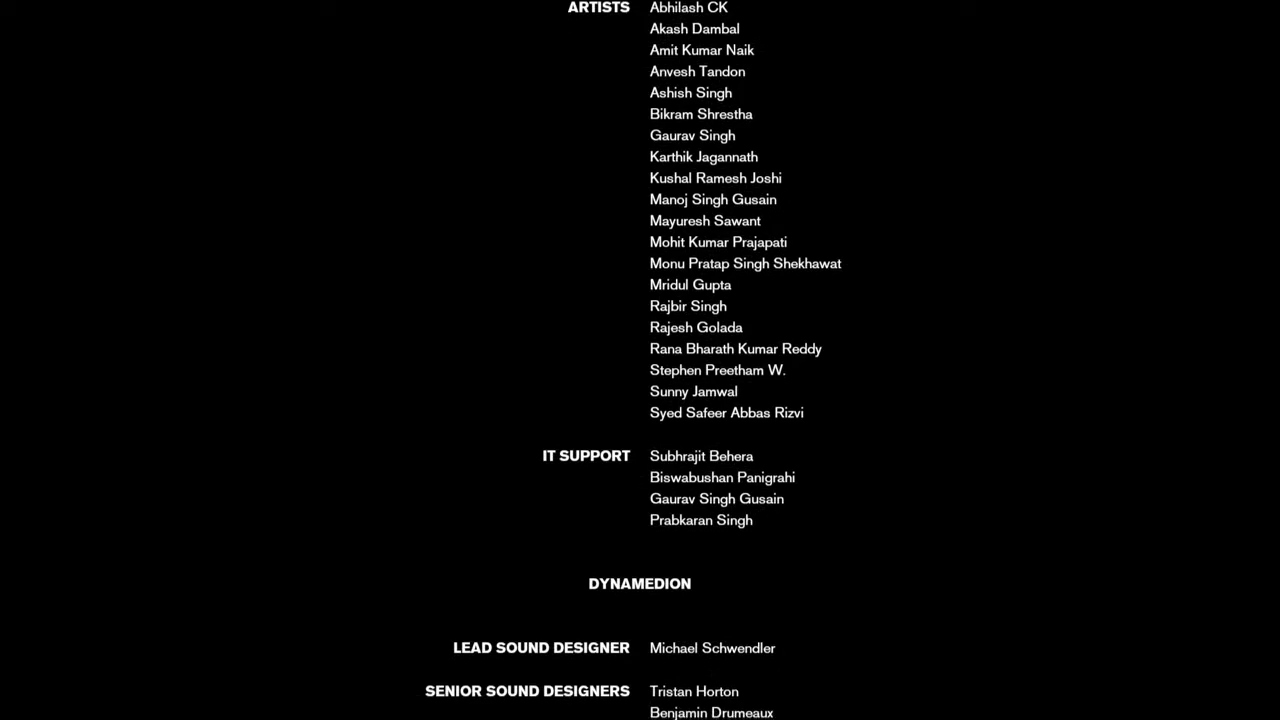 ARTISTS Abhilash CK
Akash Dambal
Amit Kumar Naik
Anvesh Tandon
Ashish Singh
Bikram Shrestha
Gaurav Singh
Karthik Jagannath
Kushal Ramesh Joshi
Manoj Singh Gusain
Mayuresh Sawant
Mohit Kumar Prajapati
Monu Pratap Singh Shekhawat
Mridul Gupta
Rajbir Singh
Rajesh Golada
Rana Bharath Kumar Reddy
Stephen Preetham W.
Sunny Jamwal
Syed Safeer Abbas Rizvi
IT SUPPORT Subhrajit Behera
Biswabushan Panigrahi
Gaurav Singh Gusain
Prabkaran Singh
DYNAMEDION
LEAD SOUND DESIGNER Michael Schwendler
SENIOR SOUND DESIGNERS Tristan Horton
Benjamin Drumeaux